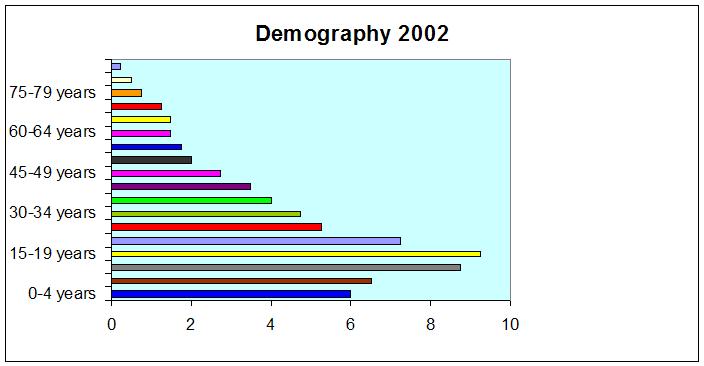 Demography 2002
75-79 years
60-64 years
45-49 years
30-34 years
15-19 years
0-4 years
0 2 4 6 8 10